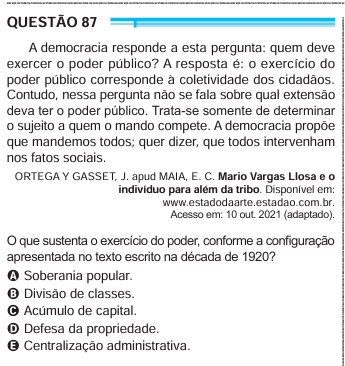 QUESTÃO 87
A democracia responde a esta pergunta: quem deve
exercer o poder público? A resposta é: o exercício do
poder público corresponde à coletividade dos cidadãos.
Contudo, nessa pergunta não se fala sobre qual extensão
deva ter o poder público. Trata-se somente de determinar
o sujeito a quem o mando compete. A democracia propõe
que mandemos todos; quer dizer, que todos intervenham
nos fatos sociais.
ORTEGA Y GASSET, J. apud MAIA, E. C. Mario Vargas Llosa e o
indivíduo para além da tribo. Disponível em:
www.estadodaarte.estadao.com.br.
Acesso em: 10 out. 2021 (adaptado).
O que sustenta o exercício do poder, conforme a configuração
apresentada no texto escrito na década de 1920?
A Soberania popular.
B Divisão de classes.
C Acúmulo de capital.
D Defesa da propriedade.
E Centralização administrativa.